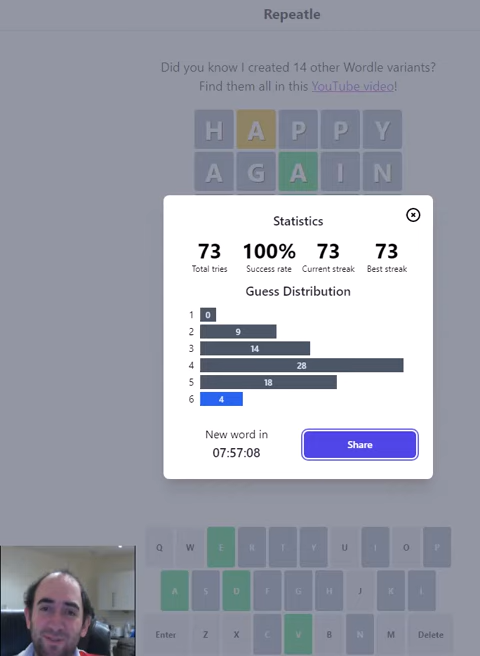 Repeatle
Did you know I created 14 other Wordle variants?
Find them all in this YouTube video!
H A P P Y
A G A I N
Statistics
73 100% 73 73
Total tries Success rate Current streak Best streak
Guess Distribution
1 0
2 9
3 14
4 28
5 18
6 4
New word in
07:57:08
Share
Q W E R T Y U I O P
A S D F G H J K L
Enter Z X C V B N M Delete